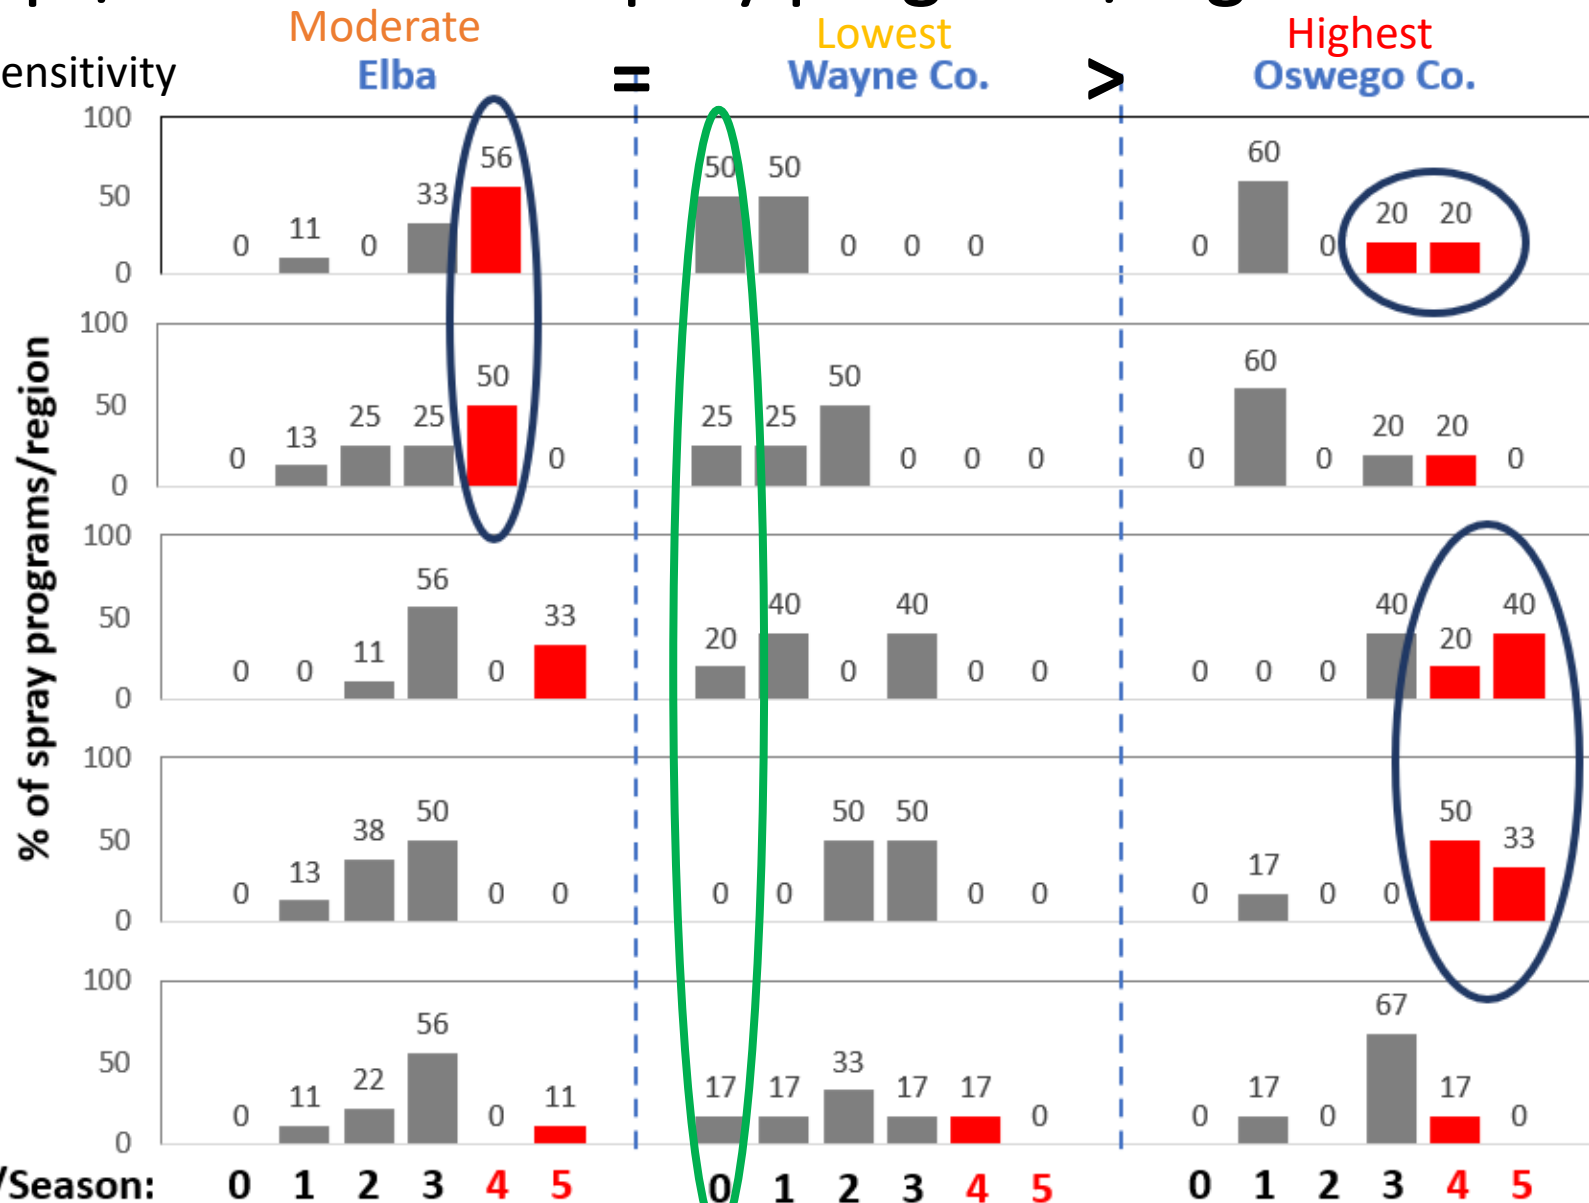 Moderate Lowest Highest
ensitivity Elba = Wayne Co. > Oswego Co.
% of spray programs/region
100
50
0
0 11 0 33 56
50 50 0 0 0
0 60 0 20 20
100
50
0
0 13 25 25 50 0
25 25 50 0 0 0
0 60 0 20 20 0
100
50
0
0 0 11 56 0 33
20 40 0 40 0 0
0 0 0 40 20 40
100
50
0
0 13 38 50 0 0
0 0 50 50 0 0
0 17 0 0 50 33
100
50
0
0 11 22 56 0 11
17 17 33 17 17 0
0 17 0 67 17 0
/Season: 0 1 2 3 4 5 0 1 2 3 4 5 0 1 2 3 4 5